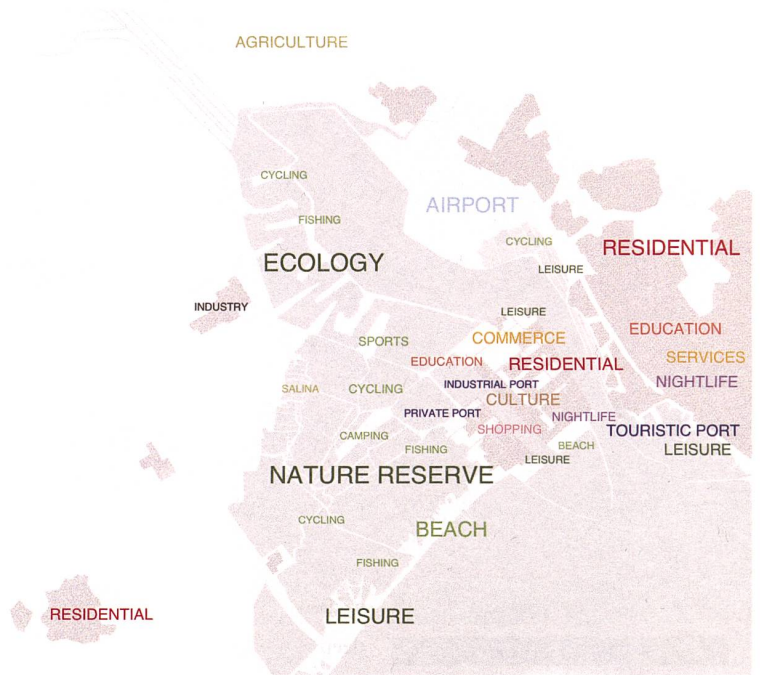 AGRICULTURE
CYCLING
AIRPORT
FISHING
CYCLING
RESIDENTIAL
ECOLOGY
LEISURE
INDUSTRY
LEISURE
EDUCATION
COMMERCE
SPORTS
SERVICES
EDUCATION
RESIDENTIAL
NIGHTLIFE
INDUSTRIAL PORT
SALINA
CYCLING
CULTURE
PRIVATE PORT
NIGHTLIFE
SHOPPING
TOURISTIC PORT
CAMPING
BEACH
FISHING
LEISURE
LEISURE
NATURE RESERVE
CYCLING
BEACH
FISHING
RESIDENTIAL
LEISURE